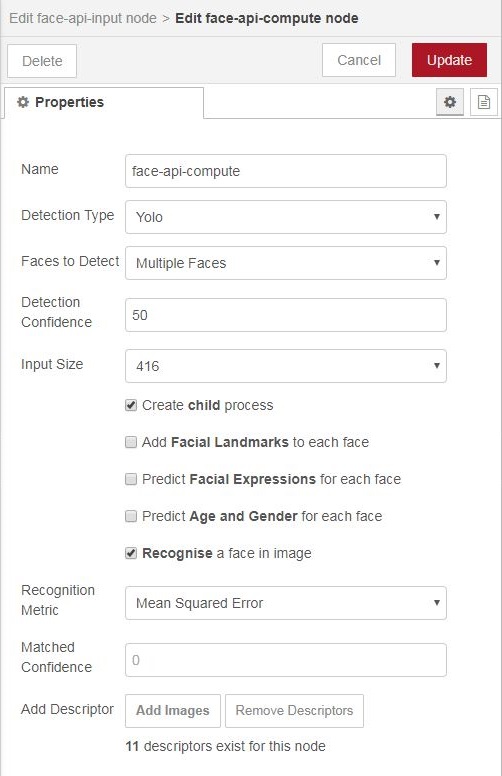 Edit face-api-input node > Edit face-api-compute node
Delete Cancel Update
Properties
Name face-api-compute
Detection Type Yolo
Faces to Detect Multiple Faces
Detection
Confidence 50
Input Size 416
Create child process
Add Facial Landmarks to each face
Predict Facial Expressions for each face
Predict Age and Gender for each face
Recognise a face in image
Recognition
Metric Mean Squared Error
Matched
Confidence 0
Add Descriptor Add Images Remove Descriptors
11 descriptors exist for this node